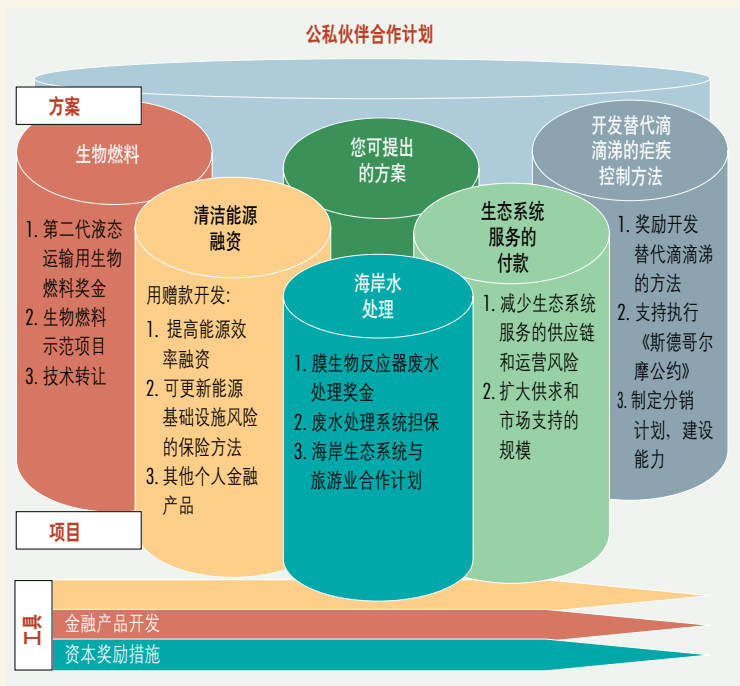 公私伙伴合作计划
方案
生物燃料
1. 第二代液态
运输用生物
燃料奖金
2. 生物燃料
示范项目
3. 技术转让
清洁能源
融资
用赠款开发:
1. 提高能源效
率融资
2. 可更新能源
基础设施风险
的保险方法
3. 其他个人金融
产品
您可提出
的方案
海岸水
处理
1. 膜生物反应器废水
处理奖金
2. 废水处理系统担保
3. 海岸生态系统与
旅游业合作计划
生态系统
服务的
付款
1. 减少生态系统
服务的供应链
和运营风险
2. 扩大供求和
市场支持的
规模
开发替代滴
滴涕的疟疾
控制方法
1. 奖励开发
替代滴滴涕
的方法
2. 支持执行
《斯德哥尔
摩公约》
3. 制定分销
计划，建设
能力
项目
工具
金融产品开发
资本奖励措施